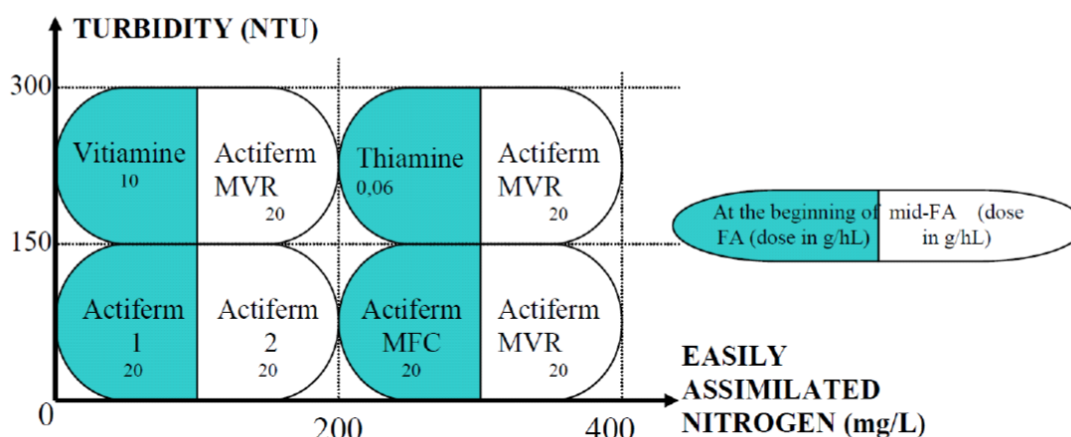 TURBIDITY (NTU)
300
Vitiamine
10
Actiferm
MVR
20
Thiamine
0,06
Actiferm
MVR
20
At the beginning of
FA (dose in g/hL)
mid-FA (dose
in g/hL)
150
Actiferm
1
20
Actiferm
2
20
Actiferm
MFC
20
Actiferm
MVR
20
EASILY
ASSIMILATED
NITROGEN (mg/L)
0
200
400